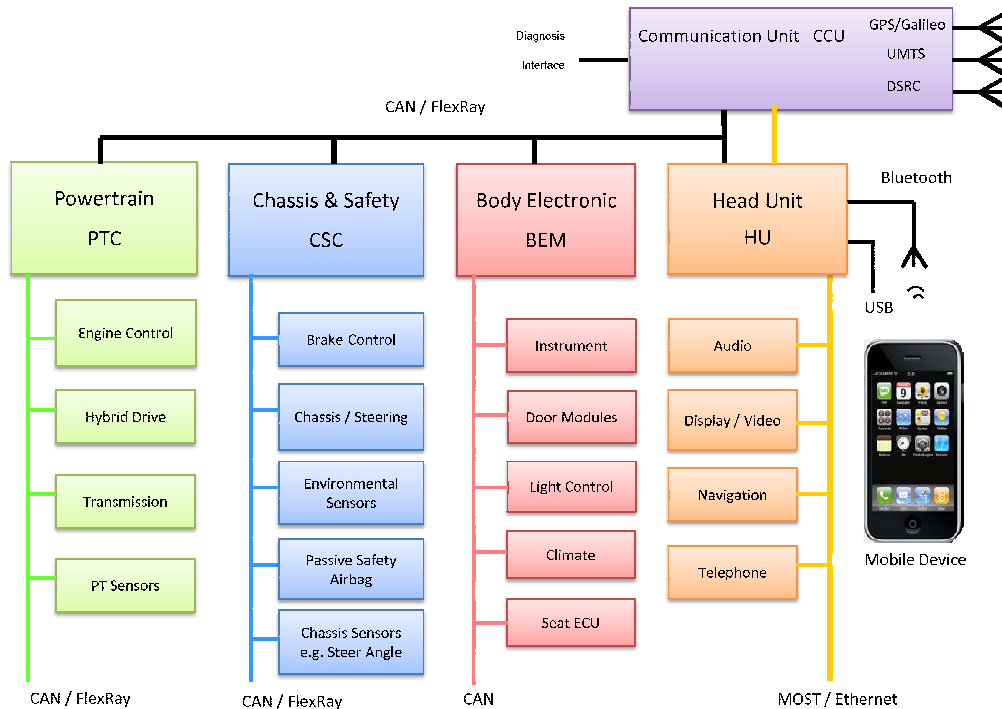 Communication Unit CCU
GPS/Galileo
UMTS
DSRC
Diagnosis
Interface
CAN / FlexRay
Powertrain
PTC
Chassis & Safety
CSC
Body Electronic
BEM
Head Unit
HU
Bluetooth
USB
Engine Control
Hybrid Drive
Transmission
PT Sensors
CAN / FlexRay
Brake Control
Chassis / Steering
Environmental
Sensors
Passive Safety
Airbag
Chassis Sensors
e.g. Steer Angle
CAN / FlexRay
Instrument
Door Modules
Light Control
Climate
Seat ECU
CAN
Audio
Display / Video
Navigation
Telephone
MOST / Ethernet
Mobile Device